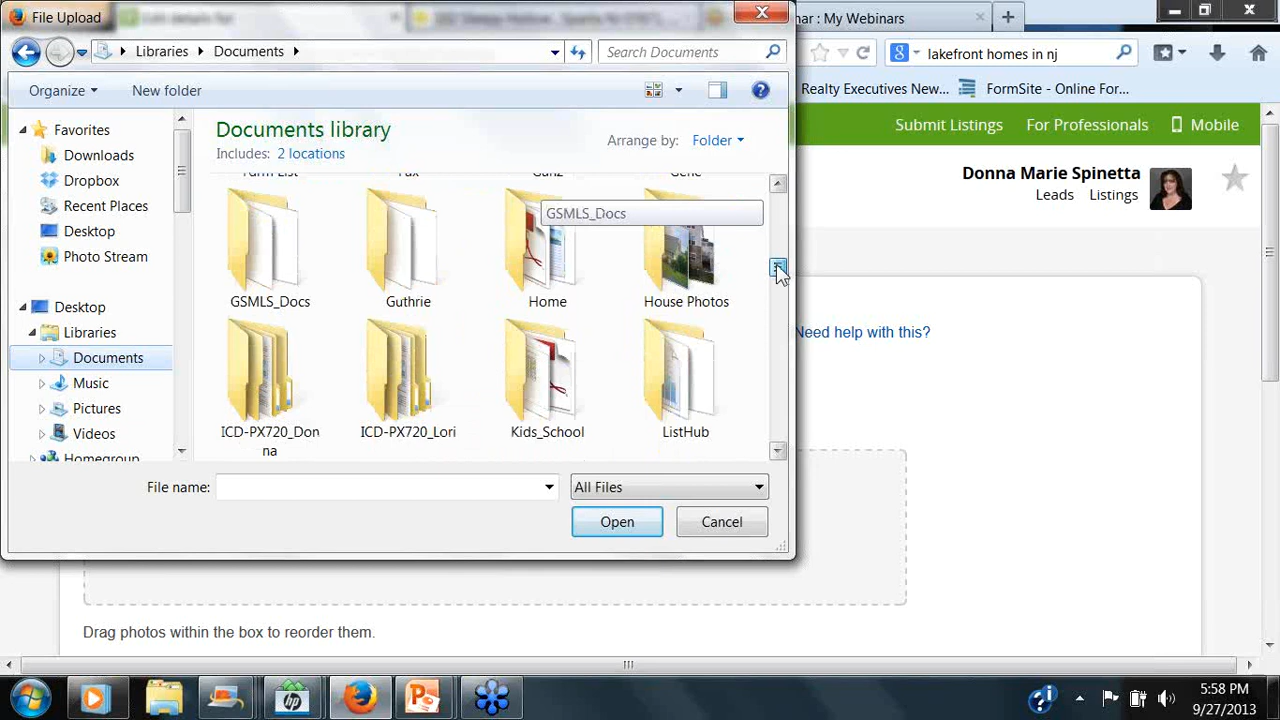 File Upload
nar : My Webinars
Libraries
Documents
Search Documents
lakefront homes in nj
Organize
New folder
Realty Executives New...
FormSite - Online For...
Favorites
Documents library
Submit Listings
For Professionals
Mobile
Includes: 2 locations
Arrange by:
Folder
Downloads
Dropbox
Recent Places
Desktop
Photo Stream
Donna Marie Spinetta
Leads
Listings
GSMLS_Docs
GSMLS_Docs
Guthrie
Home
House Photos
Desktop
Libraries
Documents
Music
Pictures
Videos
Homegroup
Need help with this?
ICD-PX720_Don
na
ICD-PX720_Lori
Kids_School
ListHub
File name:
All Files
Open
Cancel
Drag photos within the box to reorder them.
5:58 PM
9/27/2013